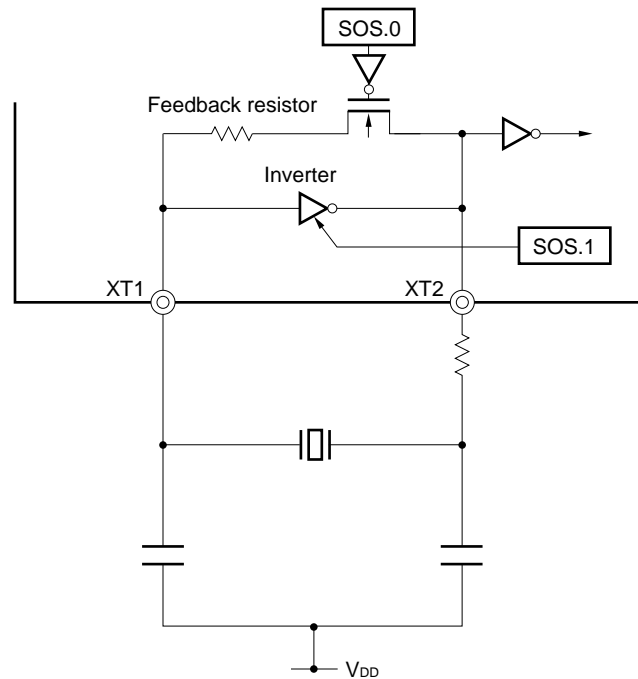 SOS.0
Feedback resistor
Inverter
SOS.1
XT1
XT2
VDD